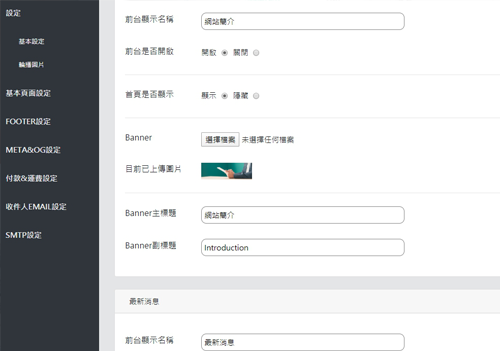 設定
基本設定
輪播圖片
基本頁面設定
FOOTER設定
META&OG設定
付款&運費設定
收件人EMAIL設定
SMTP設定
前台顯示名稱 網站簡介
前台是否開啟 開啟 關閉
首頁是否顯示 顯示 隱藏
Banner 選擇檔案 未選擇任何檔案
目前已上傳圖片
Banner主標題 網站簡介
Banner副標題 Introduction
最新消息
前台顯示名稱 最新消息